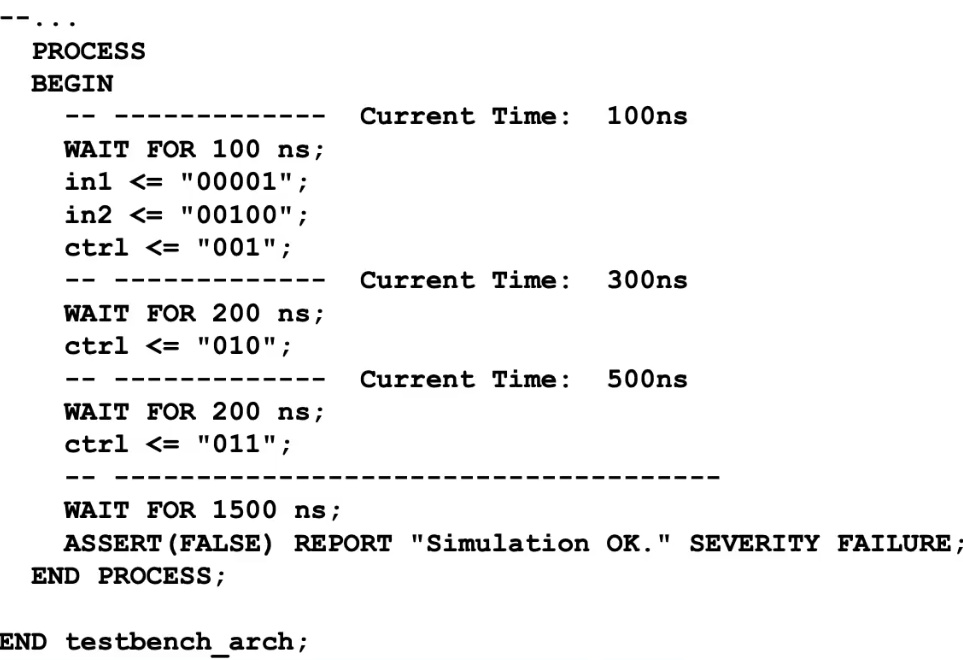 --...
PROCESS
BEGIN
-- ------------- Current Time: 100ns
WAIT FOR 100 ns;
in1 <= "00001";
in2 <= "00100";
ctrl <= "001";
-- ------------- Current Time: 300ns
WAIT FOR 200 ns;
ctrl <= "010";
-- ------------- Current Time: 500ns
WAIT FOR 200 ns;
ctrl <= "011";
-- -------------------------------------
WAIT FOR 1500 ns;
ASSERT(FALSE) REPORT "Simulation OK." SEVERITY FAILURE;
END PROCESS;
END testbench_arch;